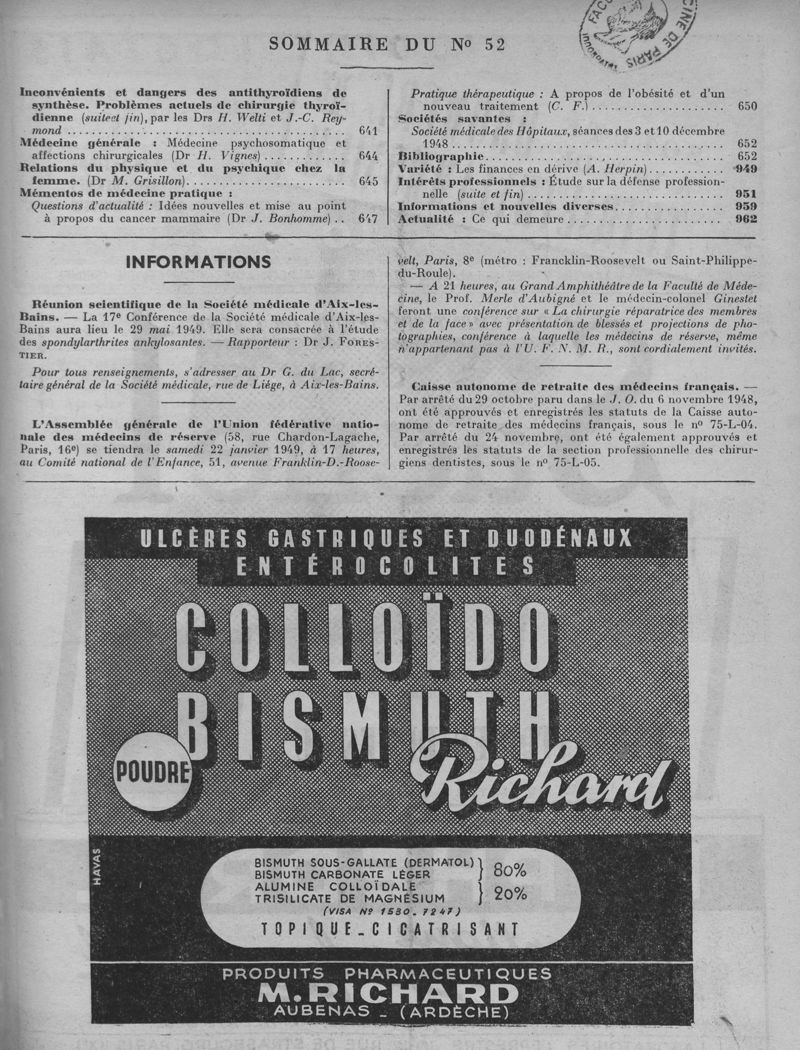 SOMMAIRE DU No 52
FACU
CINE DE PARIS
Inconvénients et dangers des antithyroïdiens de
synthèse. Problèmes actuels de chirurgie thyroï-
dienne (suite et fin), par les Drs H. Welti et J.-C. Rey-
mond .......... 641
Médecine générale : Médecine psychosomatique et
affections chirurgicales (Dr H. Vignes) .......... 644
Relations du physique et du psychique chez la
femme. (Dr M. Grisillon) .......... 645
Mémentos de médecine pratique :
Questions d'actualité : Idées nouvelles et mise au point
à propos du cancer mammaire (Dr J. Bonhomme) .. 647
Pratique thérapeutique : A propos de l'obésité et d'un
nouveau traitement (C. F.) .......... 650
Sociétés savantes :
Société médicale des Hôpitaux, séances des 3 et 10 décembre
1948 .......... 652
Bibliographie .......... 652
Variété : Les finances en dérive (A. Herpin) .......... 949
Intérêts professionnels : Étude sur la défense profession-
nelle (suite et fin) .......... 951
Informations et nouvelles diverses .......... 959
Actualité : Ce qui demeure .......... 962
INFORMATIONS
Réunion scientifique de la Société médicale d'Aix-les-
Bains. — La 17e Conférence de la Société médicale d'Aix-les-
Bains aura lieu le 29 mai 1949. Elle sera consacrée à l'étude
des spondylarthrites ankylosantes. — Rapporteur : Dr J. FORES-
TIER.
Pour tous renseignements, s'adresser au Dr G. du Lac, secré-
taire général de la Société médicale, rue de Liége, à Aix-les-Bains.
L'Assemblée générale de l'Union fédérative natio-
nale des médecins de réserve (58, rue Chardon-Lagache,
Paris, 16e) se tiendra le samedi 22 janvier 1949, à 17 heures,
au Comité national de l'Enfance, 51, avenue Franklin-D.-Roose-
velt, Paris, 8e (métro : Francklin-Roosevelt ou Saint-Philippe-
du-Roule).
— A 21 heures, au Grand Amphithéâtre de la Faculté de Méde-
cine, le Prof. Merle d'Aubigné et le médecin-colonel Ginestet
feront une conférence sur « La chirurgie réparatrice des membres
et de la face » avec présentation de blessés et projections de pho-
tographies, conférence à laquelle les médecins de réserve, même
n'appartenant pas à l'U. F. N. M. R., sont cordialement invités.
Caisse autonome de retraite des médecins français. —
Par arrêté du 29 octobre paru dans le J. O. du 6 novembre 1948,
ont été approuvés et enregistrés les statuts de la Caisse auto-
nome de retraite des médecins français, sous le no 75-L-04.
Par arrêté du 24 novembre, ont été également approuvés et
enregistrés les statuts de la section professionnelle des chirur-
giens dentistes, sous le no 75-L-05.
ULCÈRES GASTRIQUES ET DUODÉNAUX
ENTÉROCOLITES
COLLOÏDO
BISMUTH
POUDRE
Richard
HAVAS
BISMUTH SOUS-GALLATE (DERMATOL)
BISMUTH CARBONATE LÉGER
80%
ALUMINE COLLOÏDALE
TRISILICATE DE MAGNÉSIUM
20%
(VISA No 1580-7247)
TOPIQUE_CICATRISANT
PRODUITS PHARMACEUTIQUES
M.RICHARD
AUBENAS _ (ARDÈCHE)